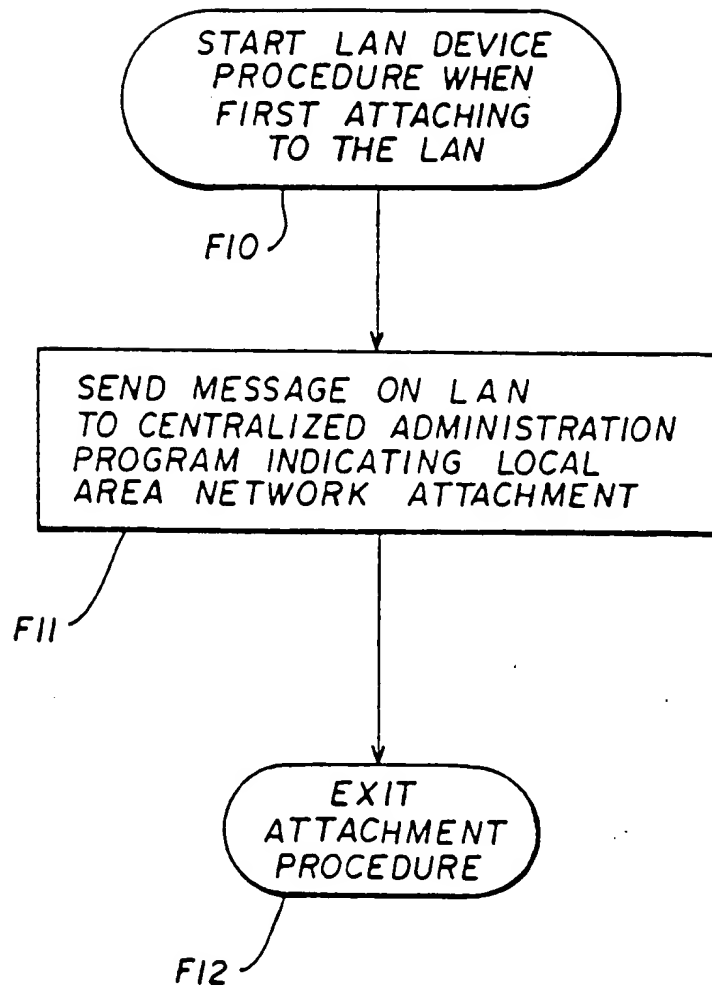 START LAN DEVICE
PROCEDURE WHEN
FIRST ATTACHING
TO THE LAN
F10
SEND MESSAGE ON LAN
TO CENTRALIZED ADMINISTRATION
PROGRAM INDICATING LOCAL
AREA NETWORK ATTACHMENT
F11
EXIT
ATTACHMENT
PROCEDURE
F12